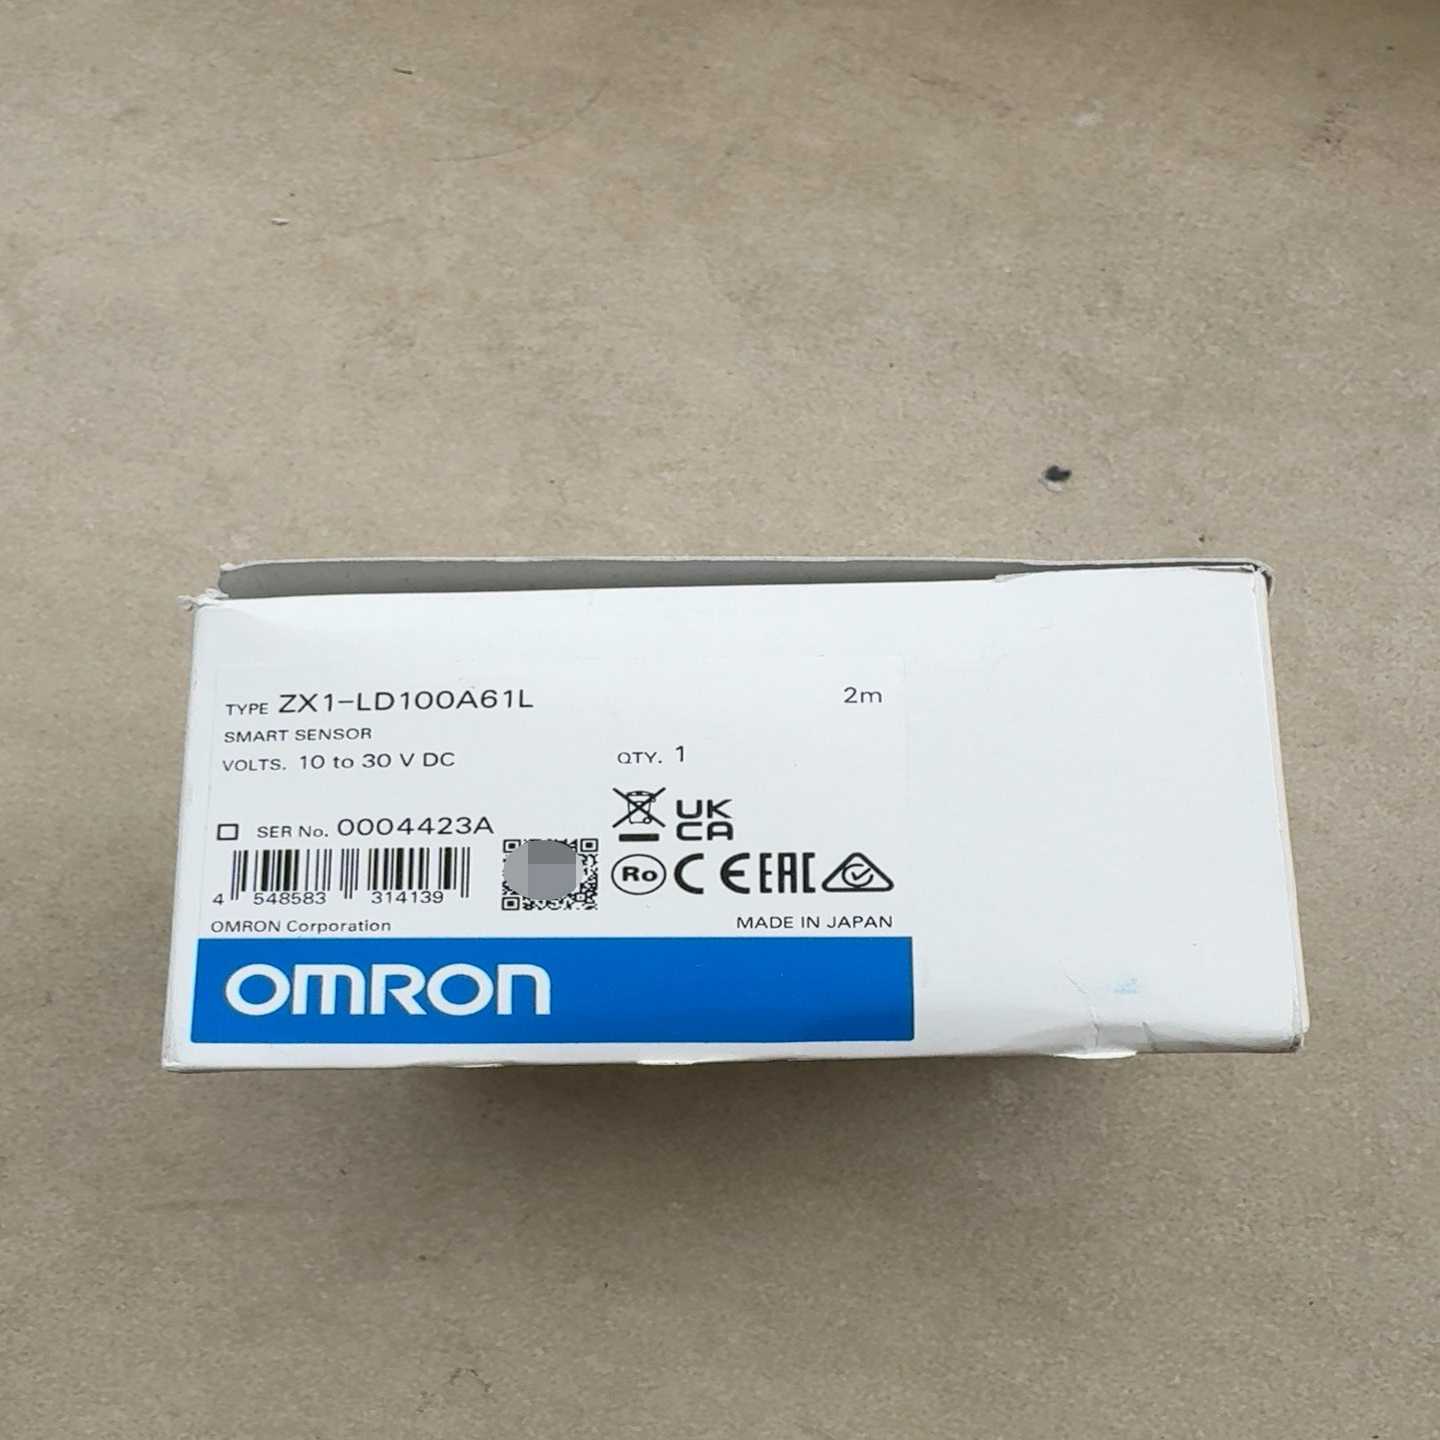 TYPE ZX1-LD100A61L 2m
SMART SENSOR
VOLTS. 10 to 30 V DC QTY. 1
SER No. 0004423A
UK
CA
Ro CE EAC
4 548583 314139
OMRON Corporation MADE IN JAPAN
OMRON